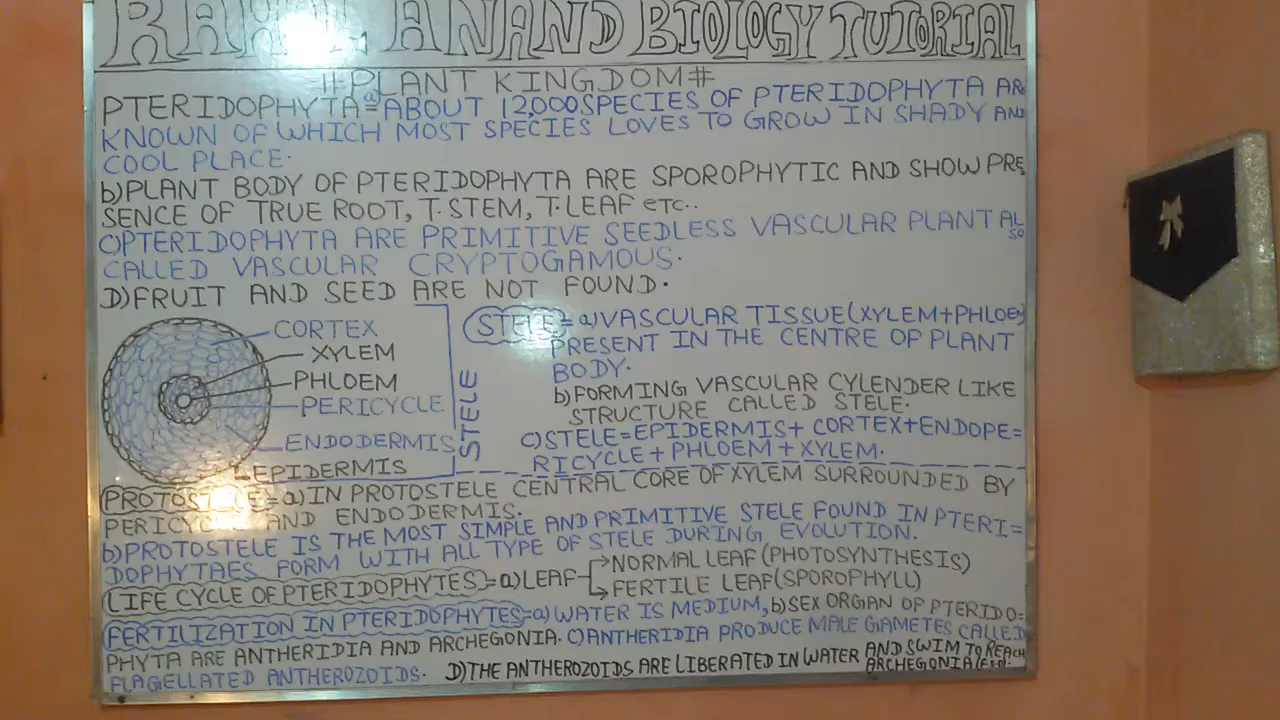 RAHUL ANAND BIOLOGY TUTORIAL
#PLANT KINGDOM#
PTERIDOPHYTA=a) ABOUT 12,000 SPECIES OF PTERIDOPHYTA AR
KNOWN OF WHICH MOST SPECIES LOVES TO GROW IN SHADY AND
COOL PLACE.
b)PLANT BODY OF PTERIDOPHYTA ARE SPOROPHYTIC AND SHOW PRE
SENCE OF TRUE ROOT, T.STEM, T.LEAF etc..
C)PTERIDOPHYTA ARE PRIMITIVE SEEDLESS VASCULAR PLANT ALSO
CALLED VASCULAR CRYPTOGAMOUS.
D)FRUIT AND SEED ARE NOT FOUND.
CORTEX
XYLEM
PHLOEM
PERICYCLE
ENDODERMIS
EPIDERMIS
STELE
STELE = a)VASCULAR TISSUE(XYLEM+PHLOEM)
PRESENT IN THE CENTRE OF PLANT
BODY.
b)FORMING VASCULAR CYLENDER LIKE
STRUCTURE CALLED STELE.
C)STELE=EPIDERMIS+ CORTEX+ENDOPE=
RICYCLE + PHLOEM + XYLEM.
PROTOSTELE=a)IN PROTOSTELE CENTRAL CORE OF XYLEM SURROUNDED BY
PERICYCLE AND ENDODERMIS.
b)PROTOSTELE IS THE MOST SIMPLE AND PRIMITIVE STELE FOUND IN PTERI=
DOPHYTAES FORM WITH ALL TYPE OF STELE DURING EVOLUTION.
LIFE CYCLE OF PTERIDOPHYTES=a)LEAF
NORMAL LEAF(PHOTOSYNTHESIS)
FERTILE LEAF(SPOROPHYLL)
FERTILIZATION IN PTERIDOPHYTES=a)WATER IS MEDIUM, b)SEX ORGAN OF PTERIDO=
PHYTA ARE ANTHERIDIA AND ARCHEGONIA. C)ANTHERIDIA PRODUCE MALE GAMETES CALLED
FLAGELLATED ANTHEROZOIDS. D)THE ANTHEROZOIDS ARE LIBERATED IN WATER AND SWIM TO REACH
ARCHEGONIA